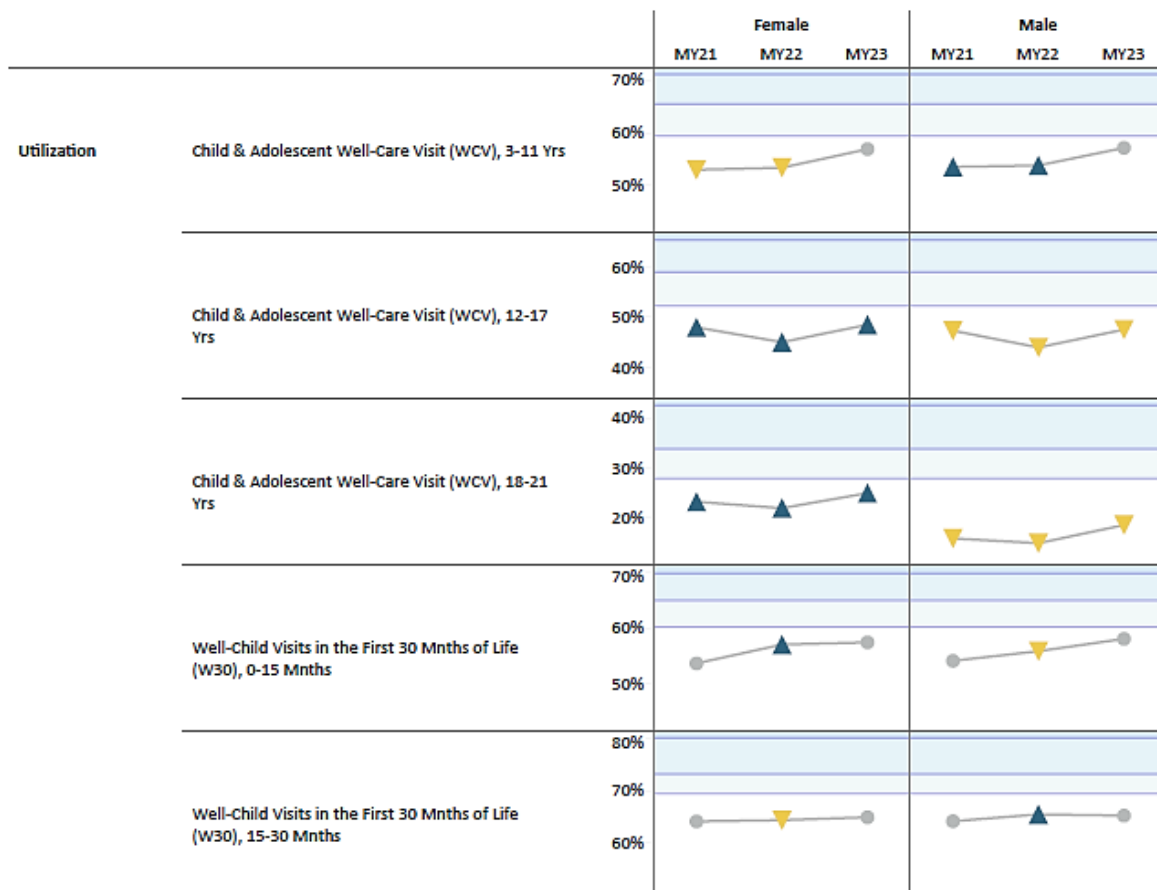 Female Male
MY21 MY22 MY23 MY21 MY22 MY23
70%
60%
Utilization Child & Adolescent Well-Care Visit (WCV), 3-11 Yrs
50%
60%
Child & Adolescent Well-Care Visit (WCV), 12-17
Yrs
50%
40%
40%
30%
Child & Adolescent Well-Care Visit (WCV), 18-21
Yrs
20%
70%
60%
Well-Child Visits in the First 30 Mnths of Life
(W30), 0-15 Mnths
50%
80%
70%
Well-Child Visits in the First 30 Mnths of Life
(W30), 15-30 Mnths
60%